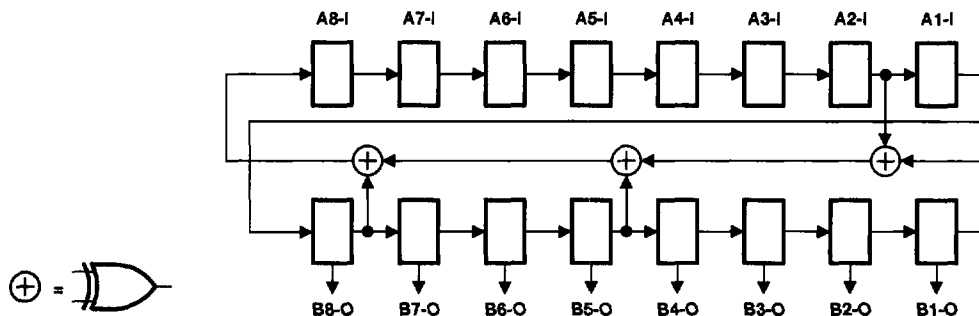 A8-I A7-I A6-I A5-I A4-I A3-I A2-I A1-I
=
B8-O B7-O B6-O B5-O B4-O B3-O B2-O B1-O